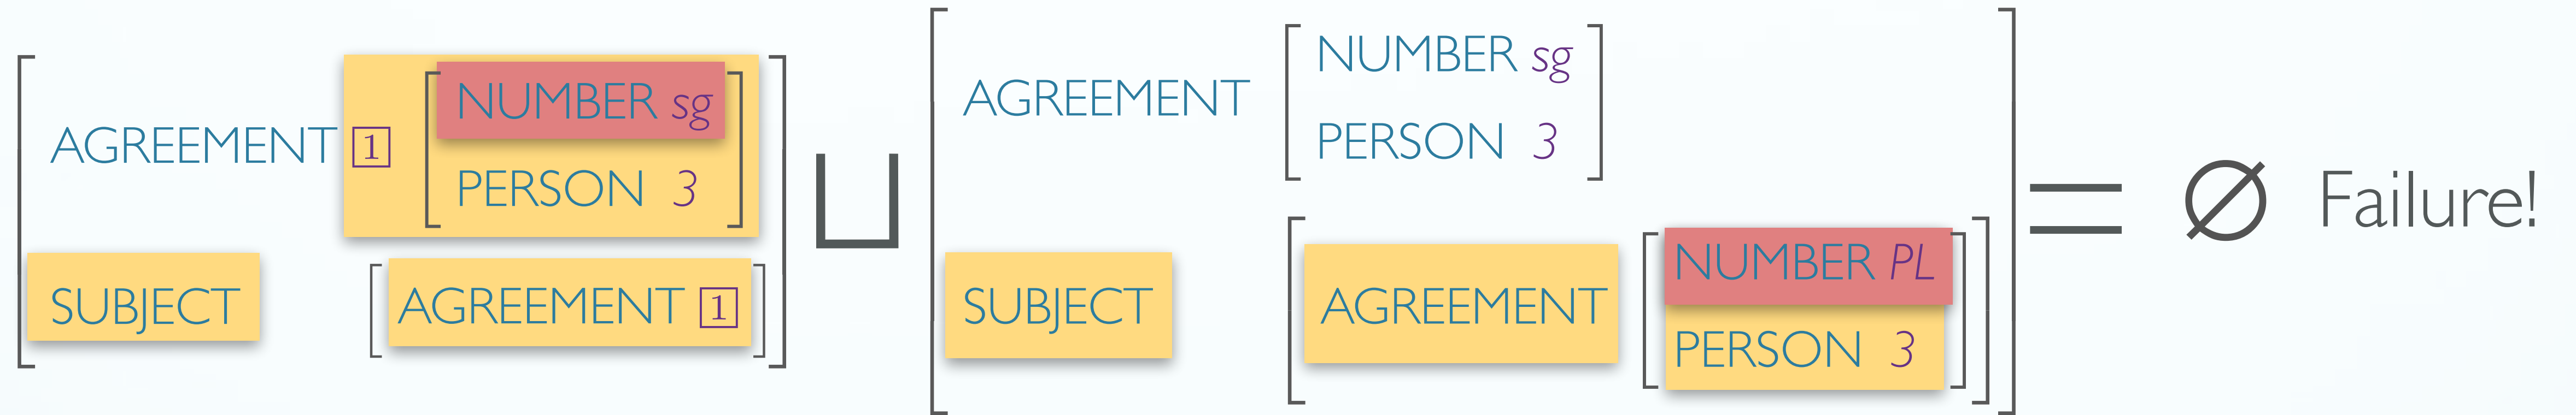 AGREEMENT 1 [ NUMBER sg
PERSON 3 ]
SUBJECT [ AGREEMENT 1 ]
⊔
AGREEMENT [ NUMBER sg
PERSON 3 ]
SUBJECT [ AGREEMENT [ NUMBER PL
PERSON 3 ] ]
= ∅ Failure!